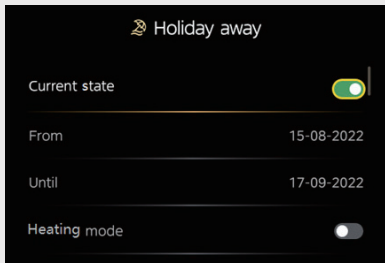 Holiday away
Current state
From 15-08-2022
Until 17-09-2022
Heating mode